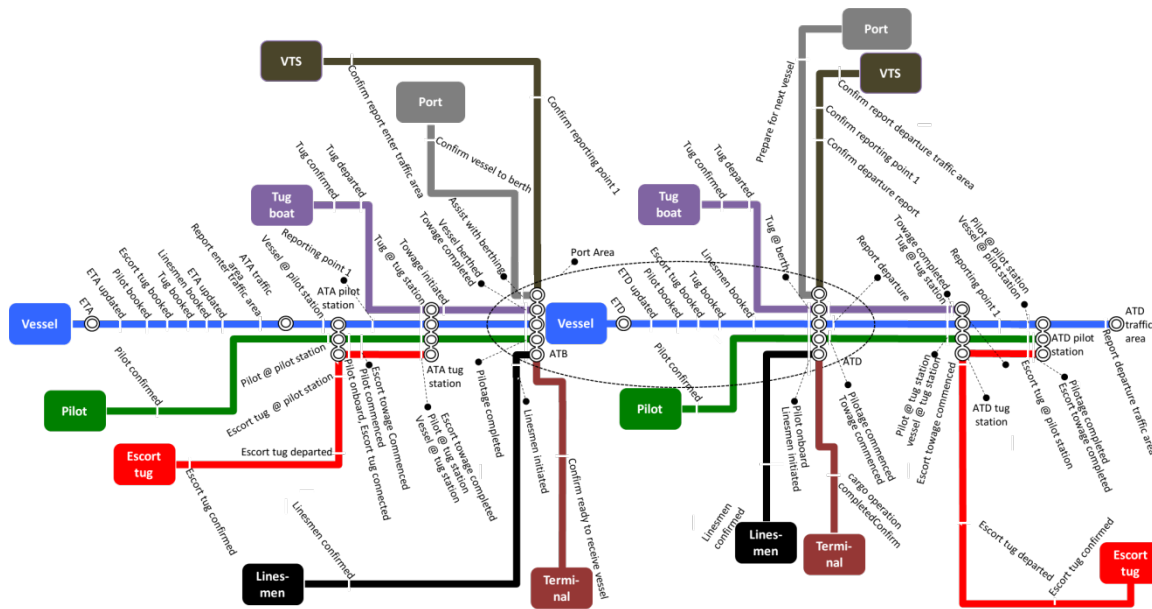 VTS
Confirm report enter traffic area
Confirm reporting point 1
Port
Confirm vessel to berth
Assist with berthing
Vessel berthed
Towage completed
Tug
boat
Tug confirmed
Tug departed
Port Area
Vessel
ETA
ETA updated
Pilot booked
Escort tug booked
Tug booked
Linesmen booked
ETA updated
Report enter traffic area
ATA traffic
area
Vessel @ pilot station
Reporting point 1
ATA pilot
station
Tug @ tug station
Towage initiated
Pilot
Pilot confirmed
Pilot @ pilot station
Escort tug @ pilot station
Escort
tug
Escort tug departed
Escort tug confirmed
Pilot onboard, Escort tug connected
Pilot commenced
Escort towage Commenced
ATA tug
station
Vessel @ tug station
Pilot @ tug station
Escort towage completed
Pilotage completed
ATB
Linesmen initiated
Lines-
men
Linesmen confirmed
Termi-
nal
Confirm ready to receive vessel
Port
Prepare for next vessel
VTS
Confirm report departure traffic area
Confirm reporting point 1
Confirm departure report
Tug
boat
Tug confirmed
Tug departed
Tug @ berth
Report departure
Vessel
ETD
ETD updated
Pilot booked
Escort tug booked
Tug booked
Linesmen booked
Towage completed
Tug @ tug station
Reporting point 1
Vessel @ pilot station
Pilot @ pilot station
ATD
traffic
area
ATD pilot
station
Report departure traffic area
Pilot
Pilot confirmed
ATD
Pilot onboard
Linesmen initiated
Pilotage commenced
Towage commenced
Pilot @ tug station
vessel @ tug station
Escort towage commenced
ATD tug
station
Escort tug @ pilot station
Pilotage completed
Escort towage completed
Lines-
men
Linesmen
confirmed
Termi-
nal
cargo operation
completedConfirm
Escort tug departed
Escort tug confirmed
Escort
tug